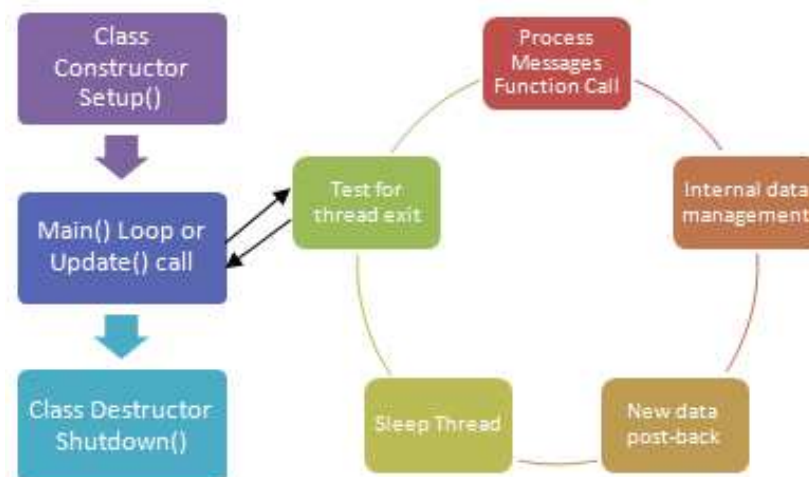 Class
Constructor
Setup()
Main() Loop or
Update() call
Class Destructor
Shutdown()
Process
Messages
Function Call
Test for
thread exit
Internal data
management
Sleep Thread
New data
post-back